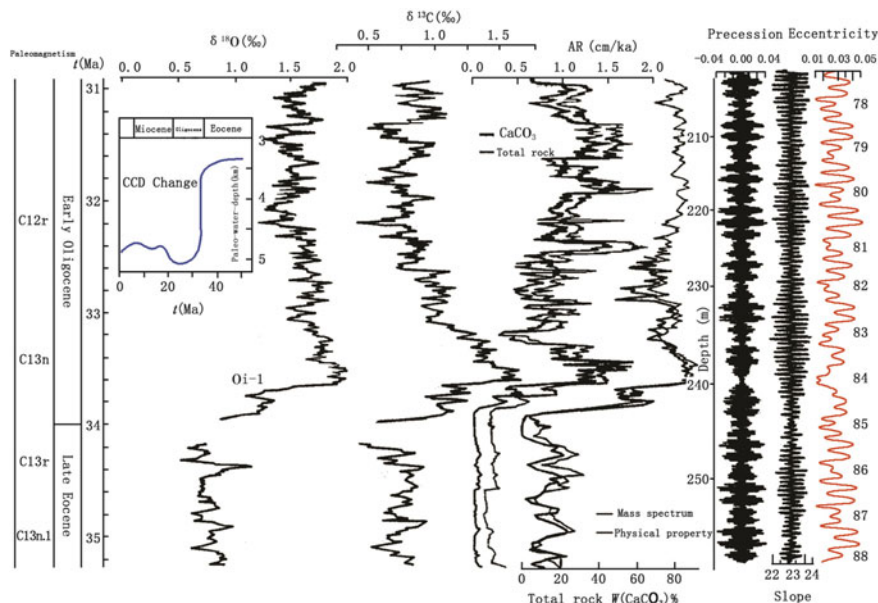 δ ¹³C(‰)
δ ¹⁸O(‰)
AR (cm/ka)
Precession Eccentricity
Paleomagnetism
t(Ma)
0.5 1.0 1.5
0.0 0.5 1.0 1.5 2.0
0.0 0.5 1.0 1.5 2.0
-0.04 0.00 0.04
0.01 0.03 0.05
31
32
33
34
35
C12r
C13n
C13r
C13n.1
Early Oligocene
Late Eocene
Miocene Oligocene Eocene
CCD Change
3
4
5
Paleo-water-depth(km)
0 20 40
t(Ma)
Oi-1
CaCO₃
Total rock
Mass spectrum
Physical property
210
220
230
240
250
Depth (m)
78
79
80
81
82
83
84
85
86
87
88
0 20 40 60 80
Total rock W(CaCO₃)%
22 23 24
Slope